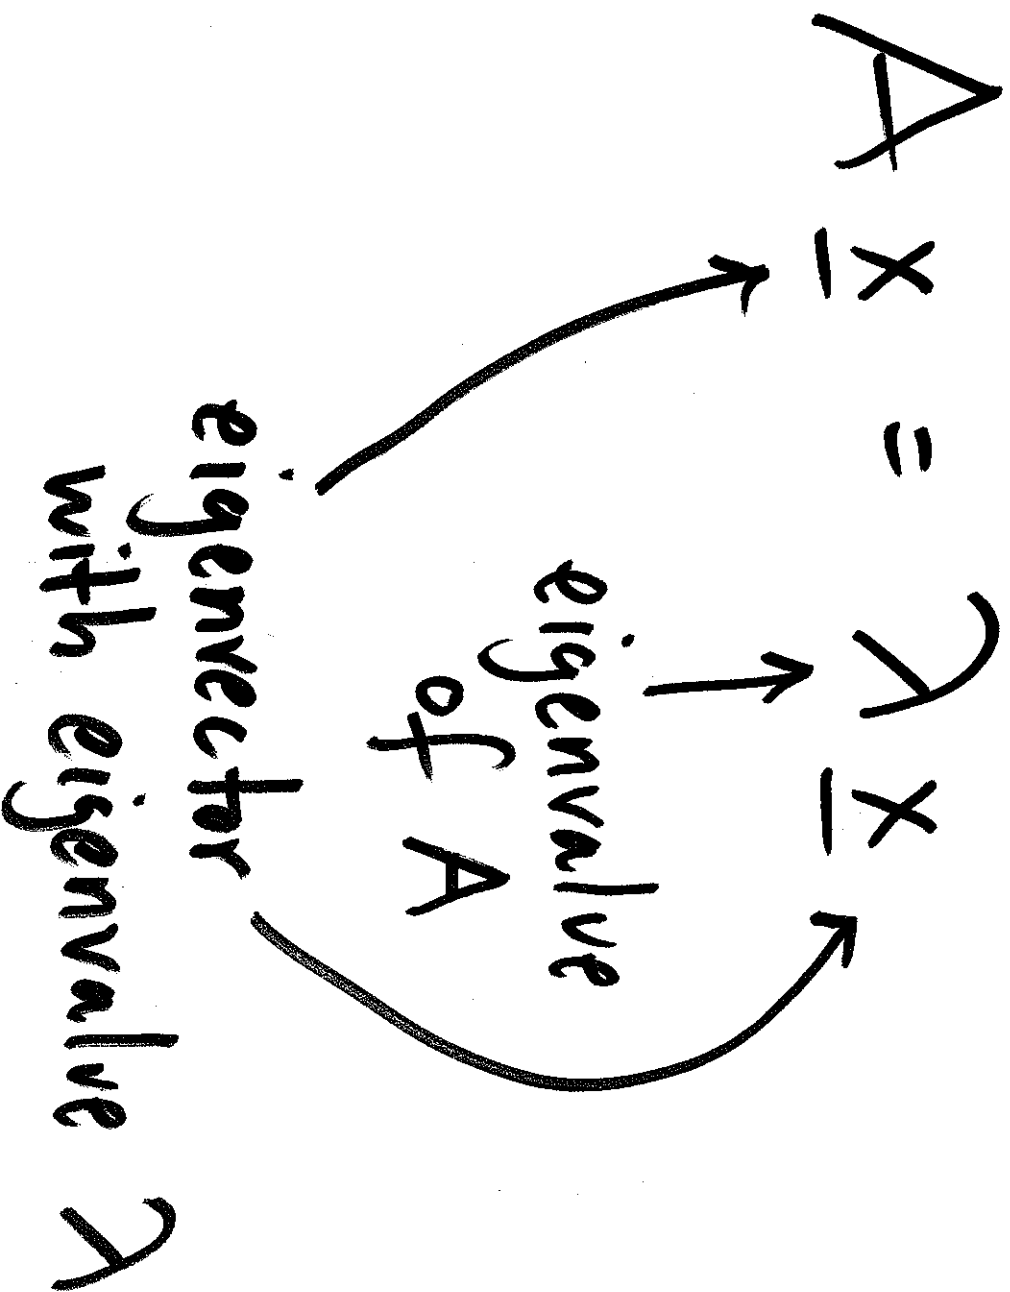 A x = λ x
eigenvalue
of A
eigenvector
with eigenvalue λ